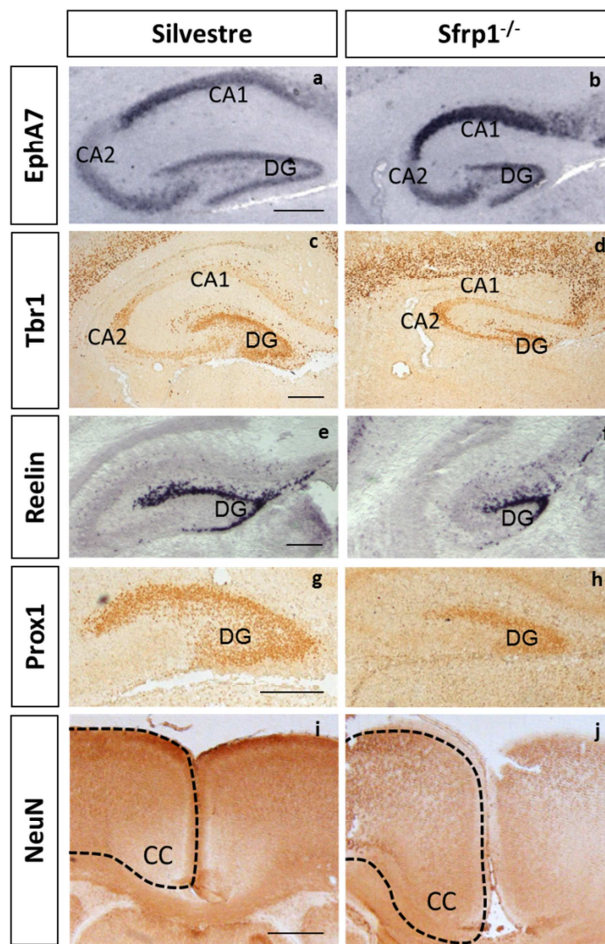 Silvestre
Sfrp1-/-
EphA7
a
CA1
CA2
DG
b
CA1
CA2
DG
Tbr1
c
CA1
CA2
DG
d
CA1
CA2
DG
Reelin
e
DG
f
DG
Prox1
g
DG
h
DG
NeuN
i
CC
j
CC